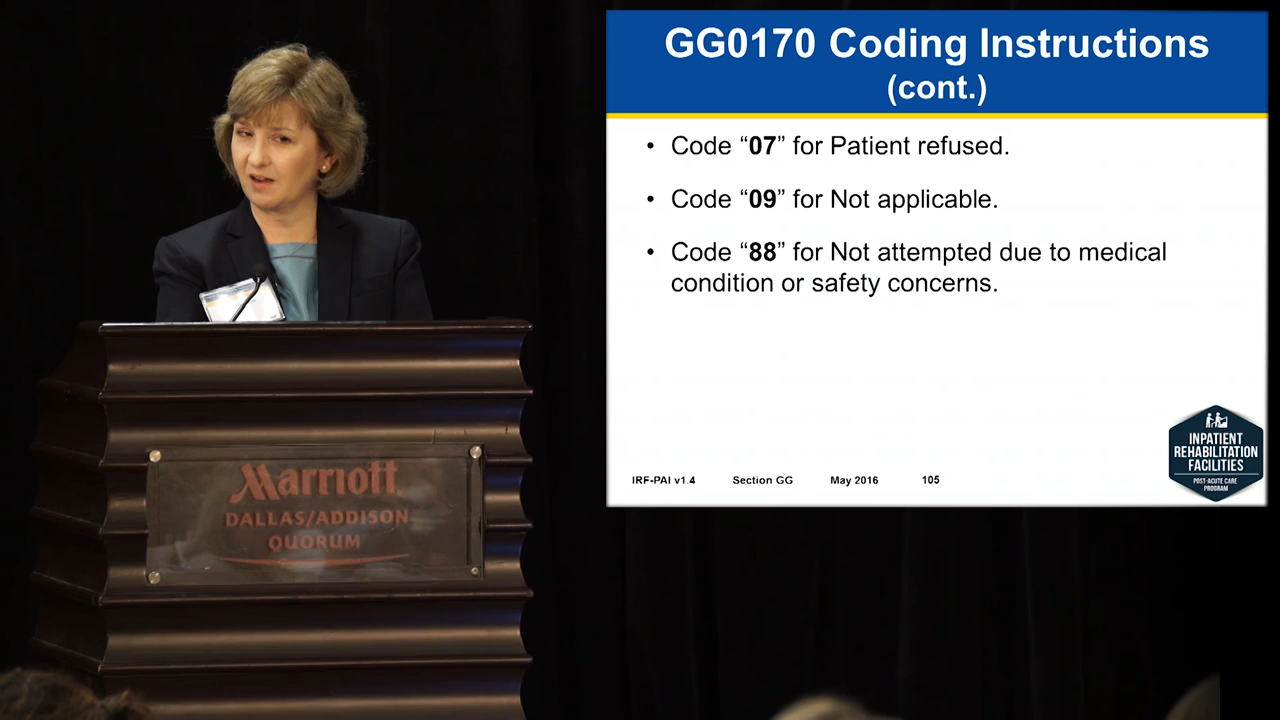 GG0170 Coding Instructions
(cont.)
• Code “07” for Patient refused.
• Code “09” for Not applicable.
• Code “88” for Not attempted due to medical
condition or safety concerns.
INPATIENT
REHABILITATION
FACILITIES
POST-ACUTE CARE
PROGRAM
IRF-PAI v1.4 Section GG May 2016 105
Marriott
DALLAS/ADDISON
QUORUM